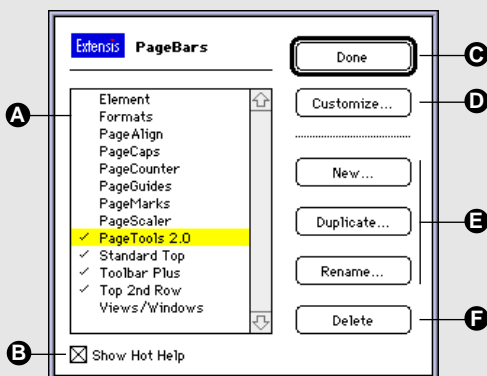 Extensis PageBars
Done
C
Customize...
D
A
Element
Formats
PageAlign
PageCaps
PageCounter
PageGuides
PageMarks
PageScaler
✓ PageTools 2.0
✓ Standard Top
✓ Toolbar Plus
✓ Top 2nd Row
Views/Windows
New...
Duplicate...
E
Rename...
Delete
F
B
Show Hot Help